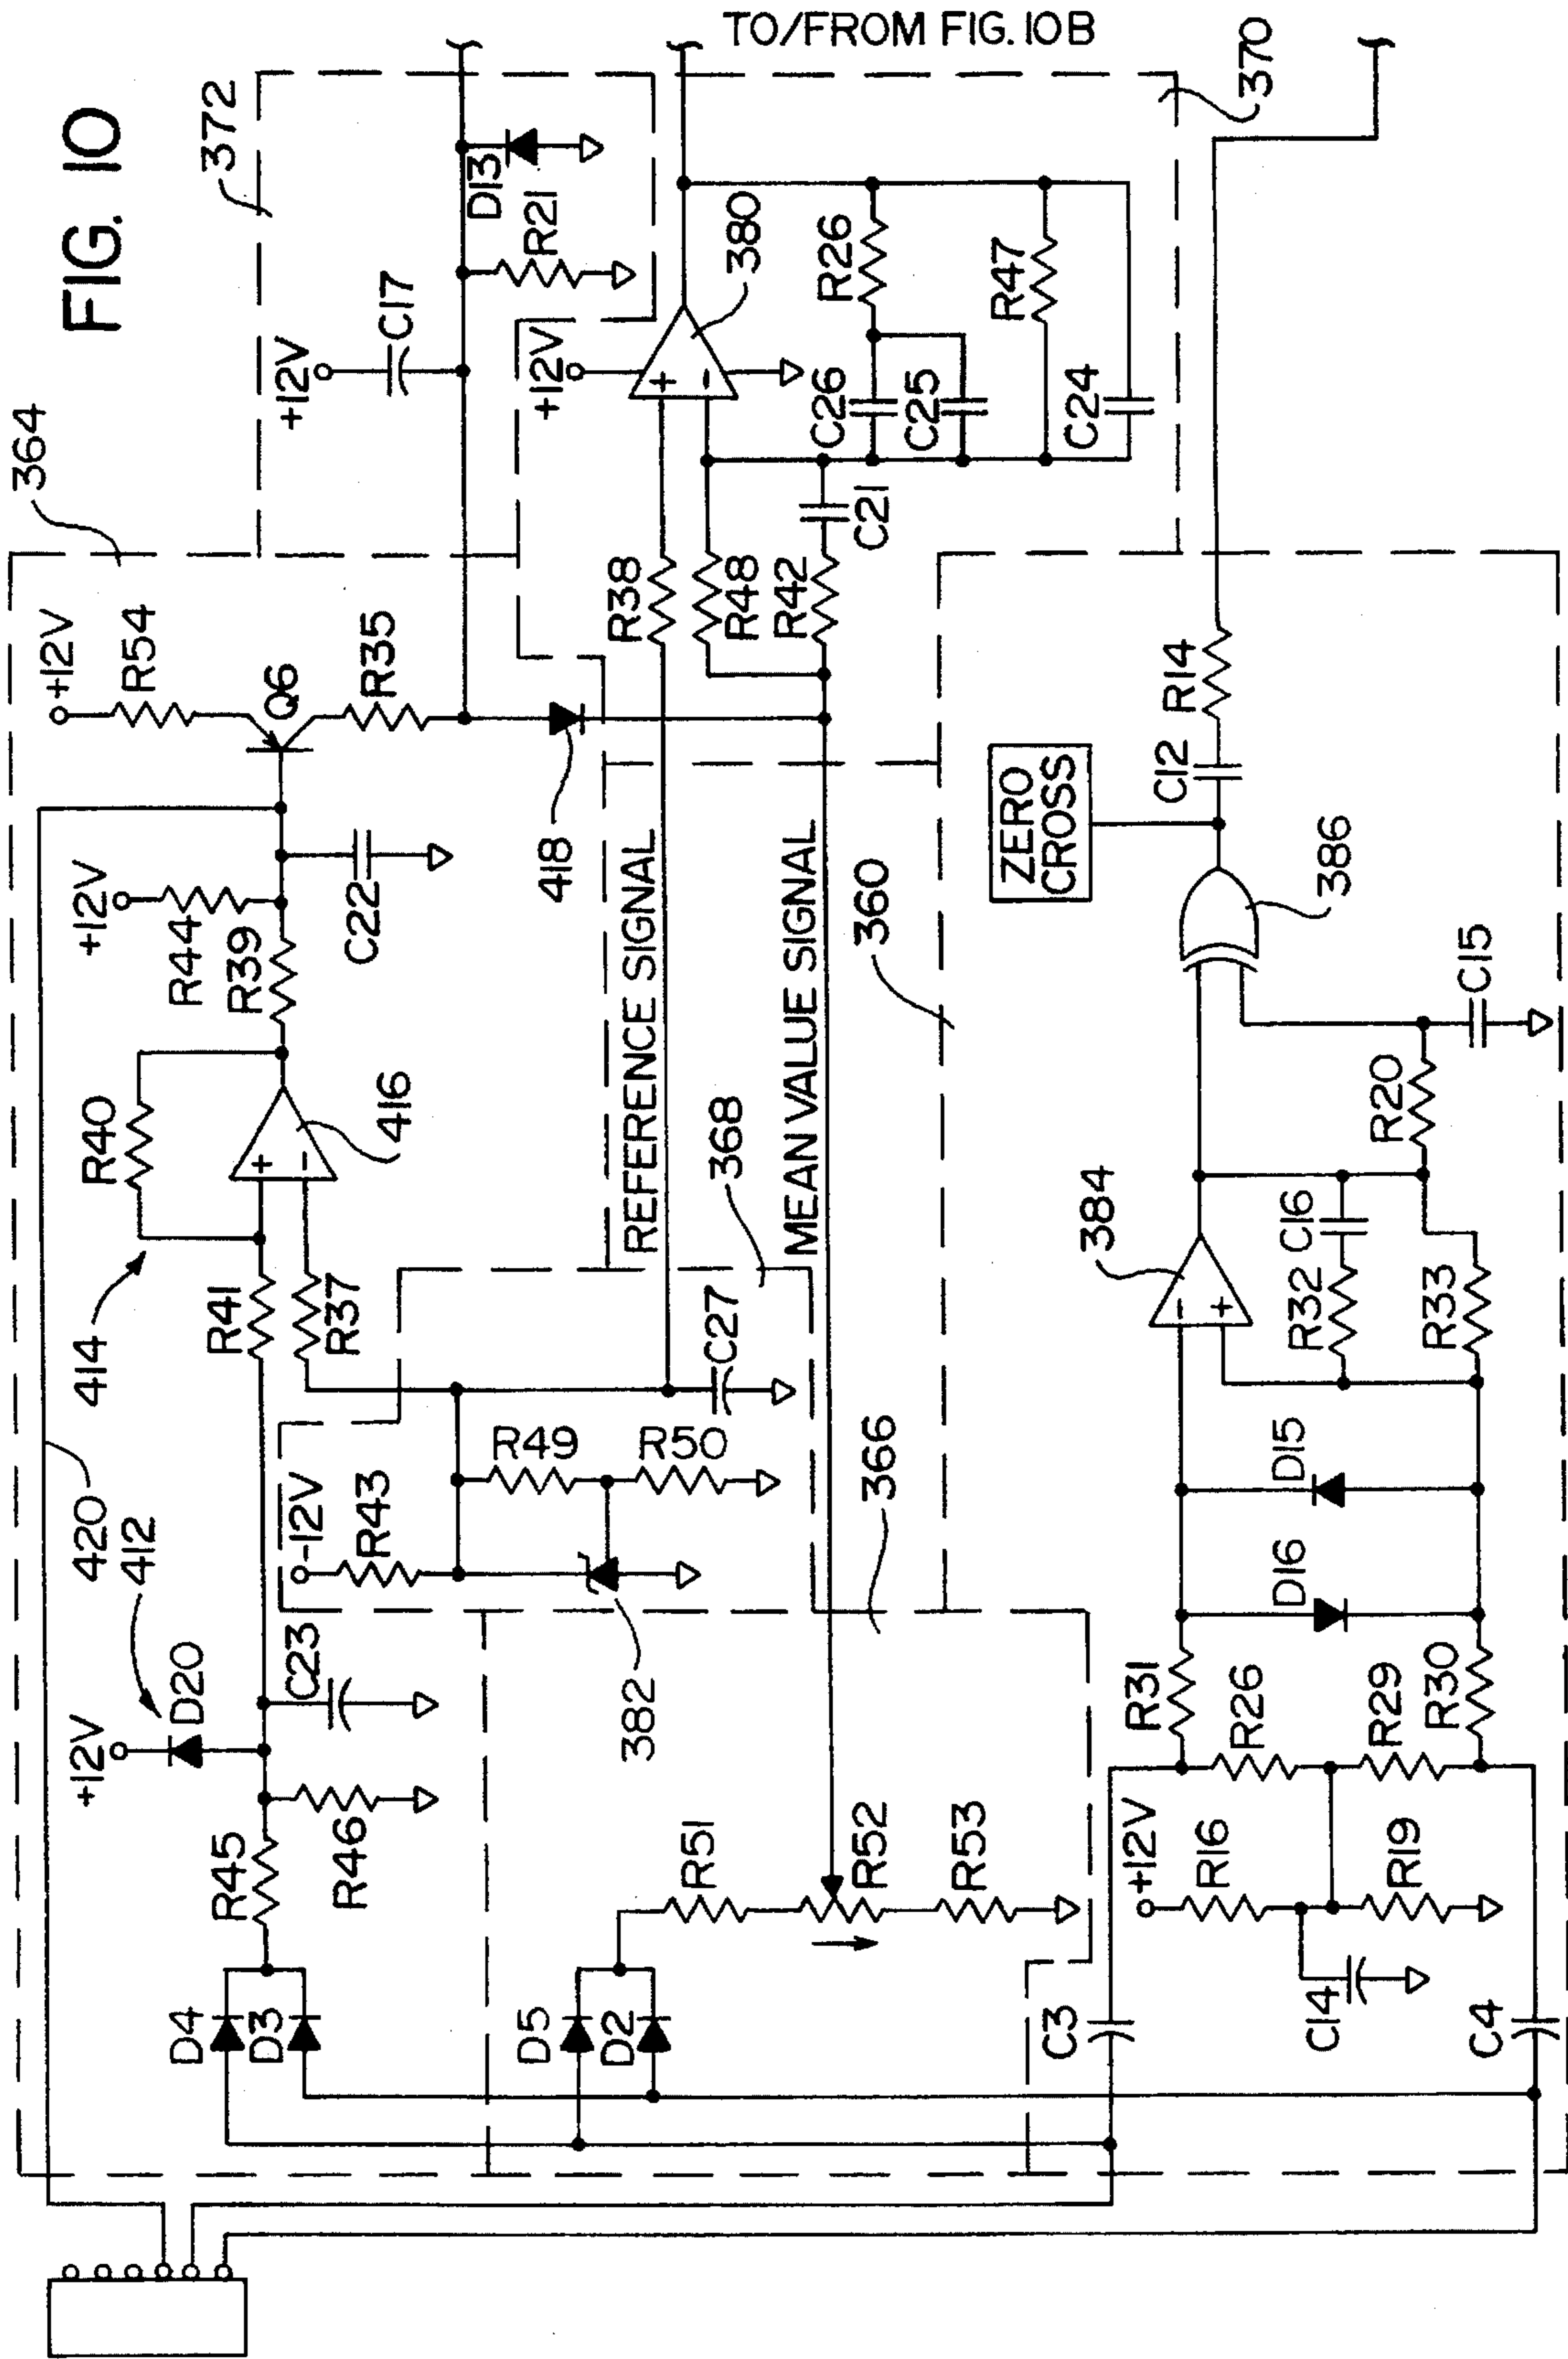 FIG. 10
TO/FROM FIG. 10B
364
372
370
+12V
R54
Q6
R35
+12V
C17
D13
R21
+12V
R44
R39
C22
418
R40
416
414
R41
R37
420
412
+12V
D20
C23
R45
R46
D4
D3
REFERENCE SIGNAL
MEAN VALUE SIGNAL
368
366
360
-12V
R43
R49
R50
C27
382
R38
R48
R42
C21
+12V
+
-
380
R26
C26
C25
R47
C24
+
-
D5
D2
R51
R52
R53
C3
C4
+12V
R16
R19
C14
R31
R26
R29
R30
D16
D15
384
-
+
R32
C16
R33
R20
C15
386
ZERO
CROSS
C12
R14